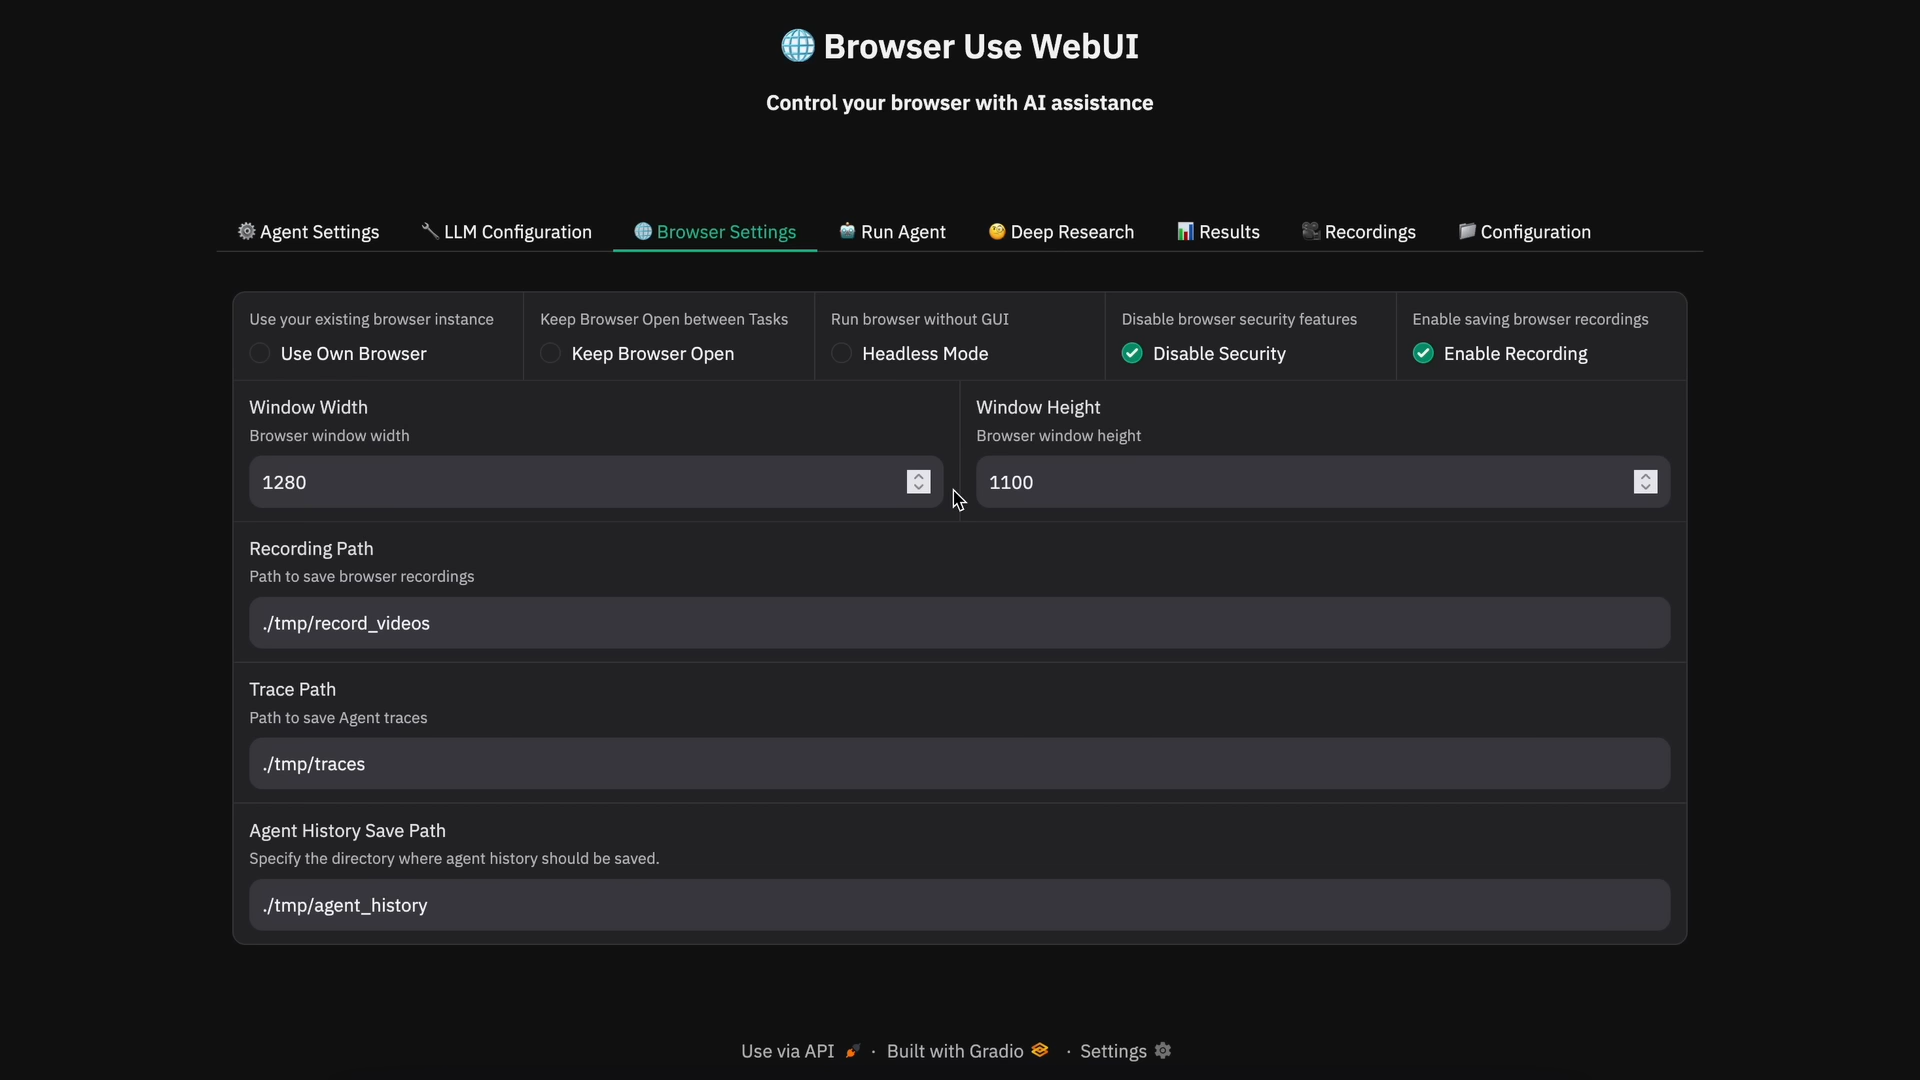 Browser Use WebUI
Control your browser with AI assistance
Agent Settings LLM Configuration Browser Settings Run Agent Deep Research Results Recordings Configuration
Use your existing browser instance Keep Browser Open between Tasks Run browser without GUI Disable browser security features Enable saving browser recordings
Use Own Browser Keep Browser Open Headless Mode Disable Security Enable Recording
Window Width Window Height
Browser window width Browser window height
1280 1100
Recording Path
Path to save browser recordings
./tmp/record_videos
Trace Path
Path to save Agent traces
./tmp/traces
Agent History Save Path
Specify the directory where agent history should be saved.
./tmp/agent_history
Use via API · Built with Gradio · Settings